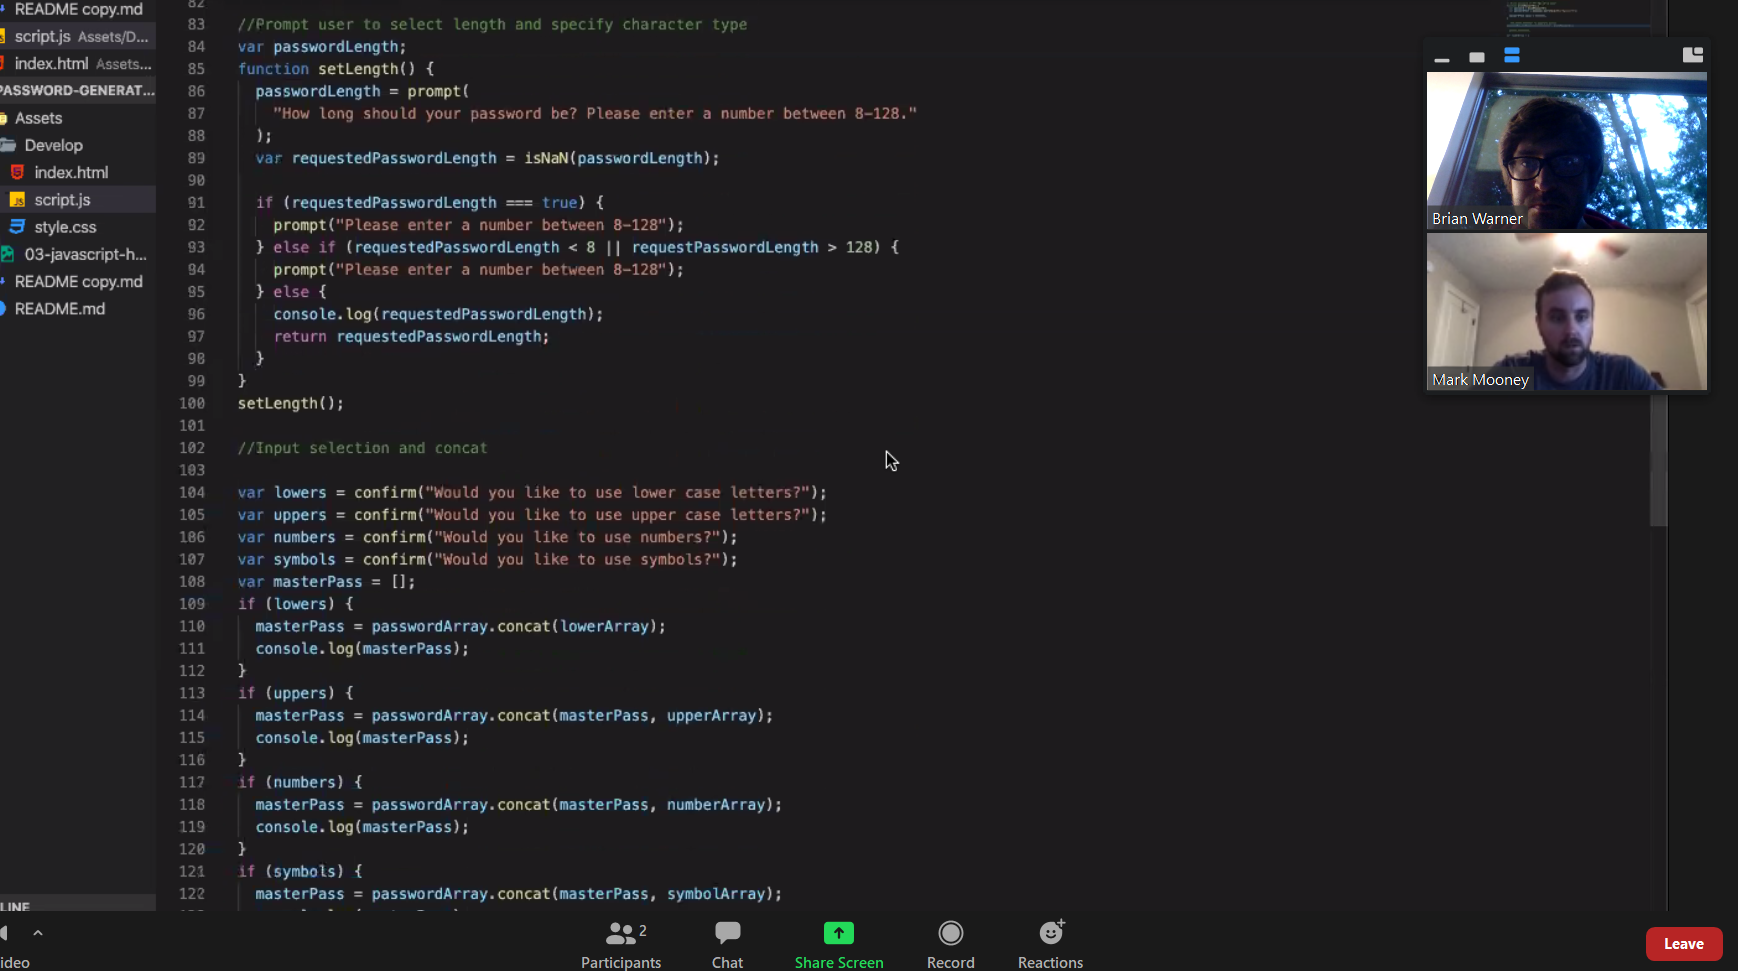 README copy.md
script.js Assets/D...
index.html Assets...
PASSWORD-GENERAT...
Assets
Develop
index.html
script.js
style.css
03-javascript-h...
README copy.md
README.md
LINE
82
83 //Prompt user to select length and specify character type
84 var passwordLength;
85 function setLength() {
86 passwordLength = prompt(
87 "How long should your password be? Please enter a number between 8-128."
88 );
89 var requestedPasswordLength = isNaN(passwordLength);
90
91 if (requestedPasswordLength === true) {
92 prompt("Please enter a number between 8-128");
93 } else if (requestedPasswordLength < 8 || requestPasswordLength > 128) {
94 prompt("Please enter a number between 8-128");
95 } else {
96 console.log(requestedPasswordLength);
97 return requestedPasswordLength;
98 }
99 }
100 setLength();
101
102 //Input selection and concat
103
104 var lowers = confirm("Would you like to use lower case letters?");
105 var uppers = confirm("Would you like to use upper case letters?");
106 var numbers = confirm("Would you like to use numbers?");
107 var symbols = confirm("Would you like to use symbols?");
108 var masterPass = [];
109 if (lowers) {
110 masterPass = passwordArray.concat(lowerArray);
111 console.log(masterPass);
112 }
113 if (uppers) {
114 masterPass = passwordArray.concat(masterPass, upperArray);
115 console.log(masterPass);
116 }
117 if (numbers) {
118 masterPass = passwordArray.concat(masterPass, numberArray);
119 console.log(masterPass);
120 }
121 if (symbols) {
122 masterPass = passwordArray.concat(masterPass, symbolArray);
Brian Warner
Mark Mooney
ideo
2
Participants
Chat
Share Screen
Record
Reactions
Leave